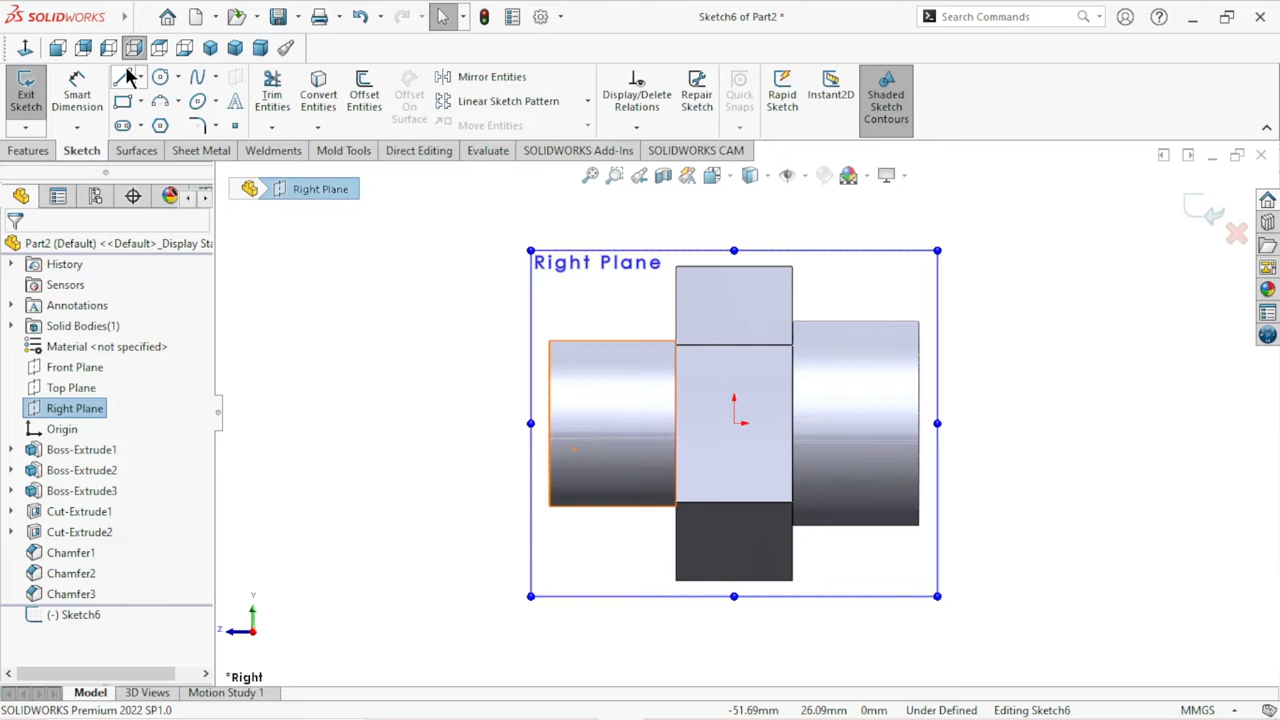 SOLIDWORKS
Sketch6 of Part2 *
Search Commands
Exit Sketch
Smart Dimension
Trim Entities
Convert Entities
Offset Entities
Offset On Surface
Mirror Entities
Linear Sketch Pattern
Move Entities
Display/Delete Relations
Repair Sketch
Quick Snaps
Rapid Sketch
Instant2D
Shaded Sketch Contours
Features
Sketch
Surfaces
Sheet Metal
Weldments
Mold Tools
Direct Editing
Evaluate
SOLIDWORKS Add-Ins
SOLIDWORKS CAM
Right Plane
Part2 (Default) <<Default>_Display Sta
History
Sensors
Annotations
Solid Bodies(1)
Material <not specified>
Front Plane
Top Plane
Right Plane
Origin
Boss-Extrude1
Boss-Extrude2
Boss-Extrude3
Cut-Extrude1
Cut-Extrude2
Chamfer1
Chamfer2
Chamfer3
(-) Sketch6
Right Plane
Y
Z
*Right
Model
3D Views
Motion Study 1
SOLIDWORKS Premium 2022 SP1.0
-51.69mm
26.09mm
0mm
Under Defined
Editing Sketch6
MMGS